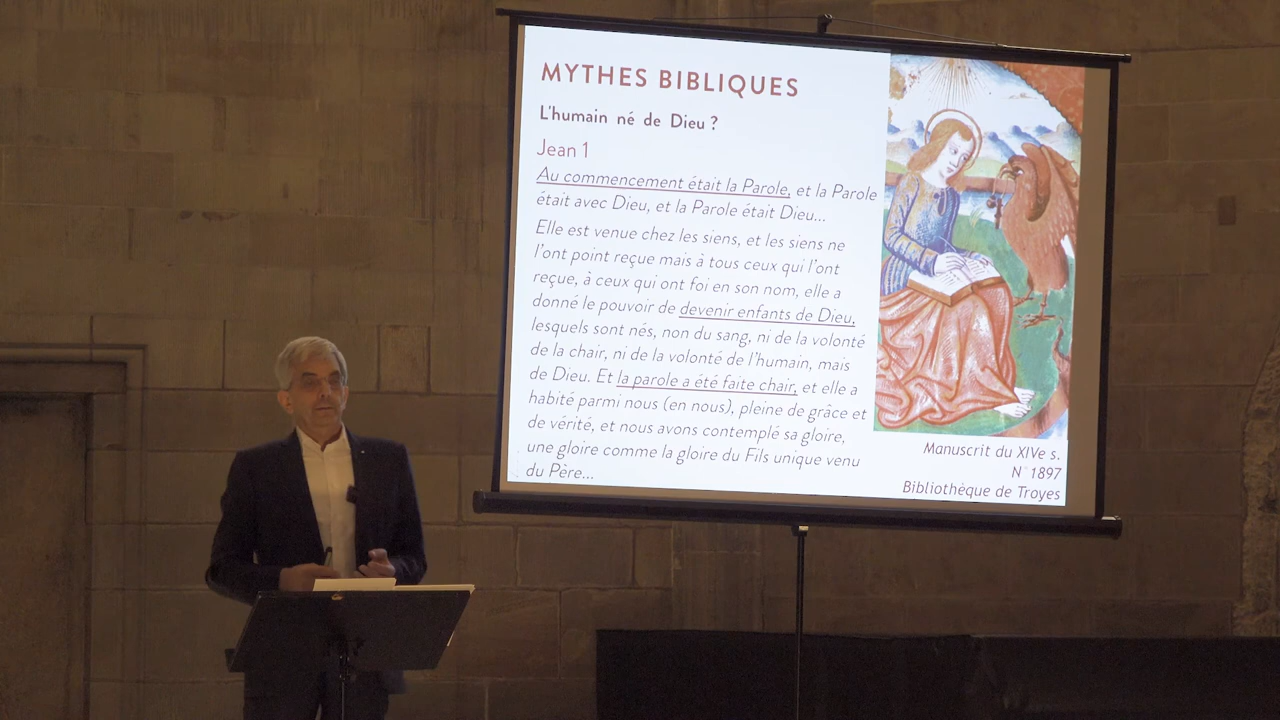 MYTHES BIBLIQUES
L'humain né de Dieu ?
Jean 1
Au commencement était la Parole, et la Parole
était avec Dieu, et la Parole était Dieu...
Elle est venue chez les siens, et les siens ne
l'ont point reçue mais à tous ceux qui l'ont
reçue, à ceux qui ont foi en son nom, elle a
donné le pouvoir de devenir enfants de Dieu,
lesquels sont nés, non du sang, ni de la volonté
de la chair, ni de la volonté de l'humain, mais
de Dieu. Et la parole a été faite chair, et elle a
habité parmi nous (en nous), pleine de grâce et
de vérité, et nous avons contemplé sa gloire,
une gloire comme la gloire du Fils unique venu
du Père...
Manuscrit du XIVe s.
N°1897
Bibliothèque de Troyes